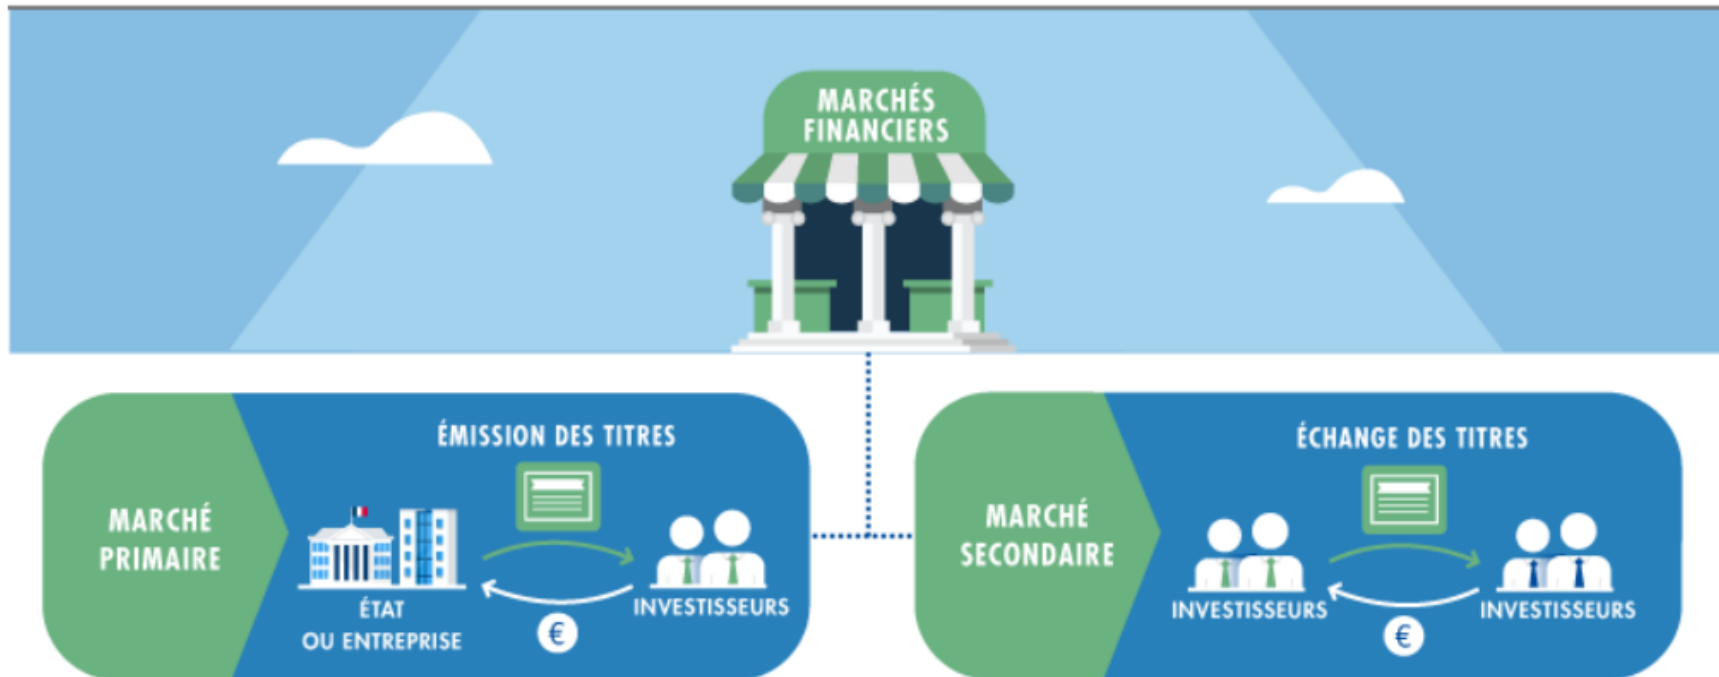 MARCHÉS
FINANCIERS
ÉMISSION DES TITRES
MARCHÉ
PRIMAIRE
ÉTAT
OU ENTREPRISE
INVESTISSEURS
€
ÉCHANGE DES TITRES
MARCHÉ
SECONDAIRE
INVESTISSEURS
INVESTISSEURS
€